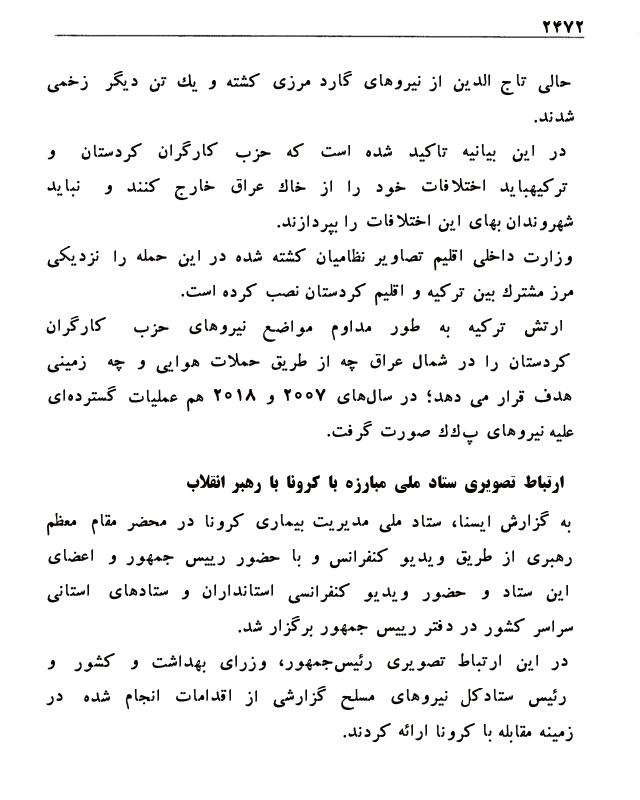 ۲۴۷۲
حالی تاج الدین از نیروهای گارد مرزی کشته و یك تن دیگر زخمی
شدند.
در این بیانیه تاکید شده است که حزب کارگران کردستان و
ترکیهباید اختلافات خود را از خاك عراق خارج کنند و نباید
شهروندان بهای این اختلافات را بپردازند.
وزارت داخلی اقلیم تصاویر نظامیان کشته شده در این حمله را نزدیکی
مرز مشترك بین ترکیه و اقلیم کردستان نصب کرده است.
ارتش ترکیه به طور مداوم مواضع نیروهای حزب کارگران
کردستان را در شمال عراق چه از طریق حملات هوایی و چه زمینی
هدف قرار می دهد؛ در سال‌های ۲۰۰۷ و ۲۰۱۸ هم عملیات گسترده‌ای
علیه نیروهای پ‌ك‌ك صورت گرفت.
ارتباط تصویری ستاد ملی مبارزه با کرونا با رهبر انقلاب
به گزارش ایسنا، ستاد ملی مدیریت بیماری کرونا در محضر مقام معظم
رهبری از طریق ویدیو کنفرانس و با حضور رییس جمهور و اعضای
این ستاد و حضور ویدیو کنفرانسی استانداران و ستادهای استانی
سراسر کشور در دفتر رییس جمهور برگزار شد.
در این ارتباط تصویری رئیس‌جمهور، وزرای بهداشت و کشور و
رئیس ستادکل نیروهای مسلح گزارشی از اقدامات انجام شده در
زمینه مقابله با کرونا ارائه کردند.